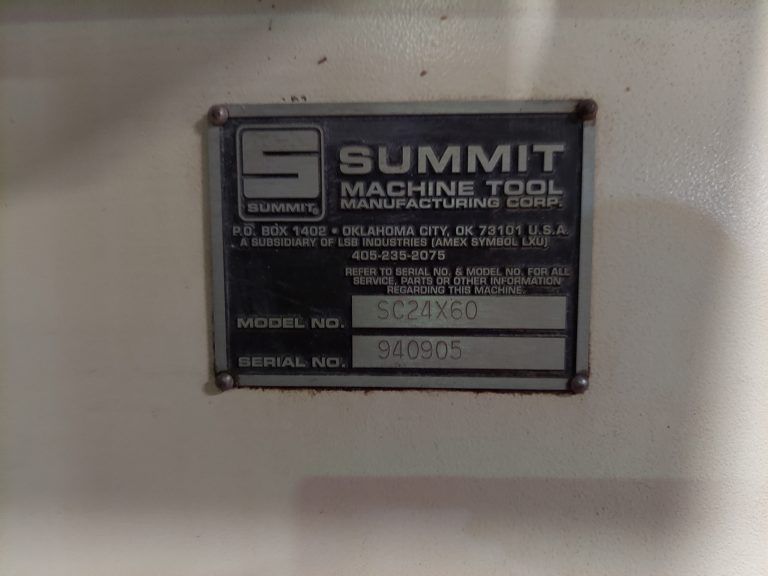 S
SUMMIT®
SUMMIT
MACHINE TOOL
MANUFACTURING CORP.
P.O. BOX 1402 • OKLAHOMA CITY, OK 73101 U.S.A.
A SUBSIDIARY OF LSB INDUSTRIES (AMEX SYMBOL LXU)
405-235-2075
REFER TO SERIAL NO. & MODEL NO. FOR ALL
SERVICE, PARTS OR OTHER INFORMATION
REGARDING THIS MACHINE.
MODEL NO. SC24X60
SERIAL NO. 940905